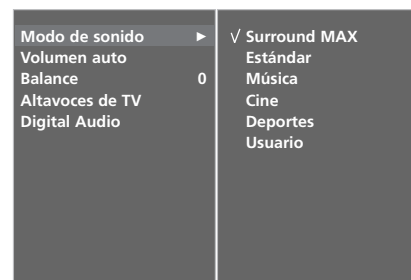 Modo de sonido ►
Volumen auto
Balance 0
Altavoces de TV
Digital Audio
√ Surround MAX
Estándar
Música
Cine
Deportes
Usuario